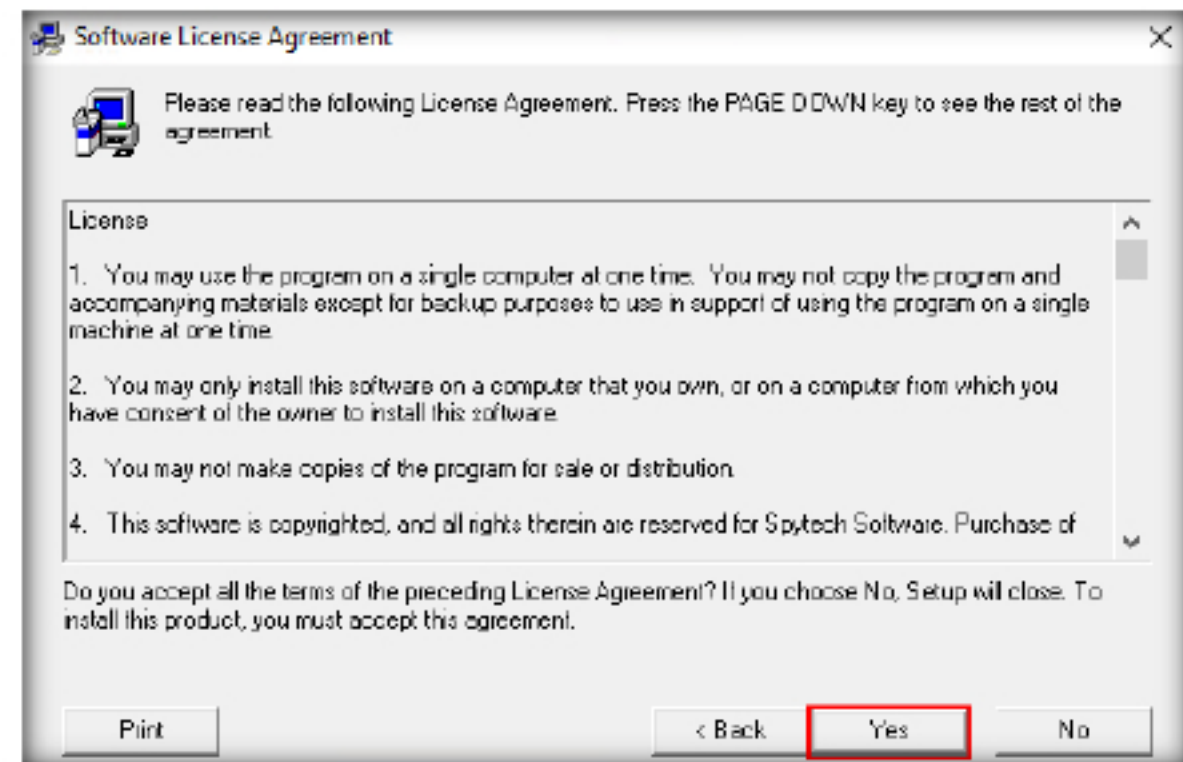 Software License Agreement
Please read the following License Agreement. Press the PAGE DOWN key to see the rest of the
agreement.
License
1. You may use the program on a single computer at one time. You may not copy the program and
accompanying materials except for backup purposes to use in support of using the program on a single
machine at one time.
2. You may only install this software on a computer that you own, or on a computer from which you
have consent of the owner to install this software.
3. You may not make copies of the program for sale or distribution.
4. This software is copyrighted, and all rights therein are reserved for Spytech Software. Purchase of
Do you accept all the terms of the preceding License Agreement? If you choose No, Setup will close. To
install this product, you must accept this agreement.
Print
< Back
Yes
No